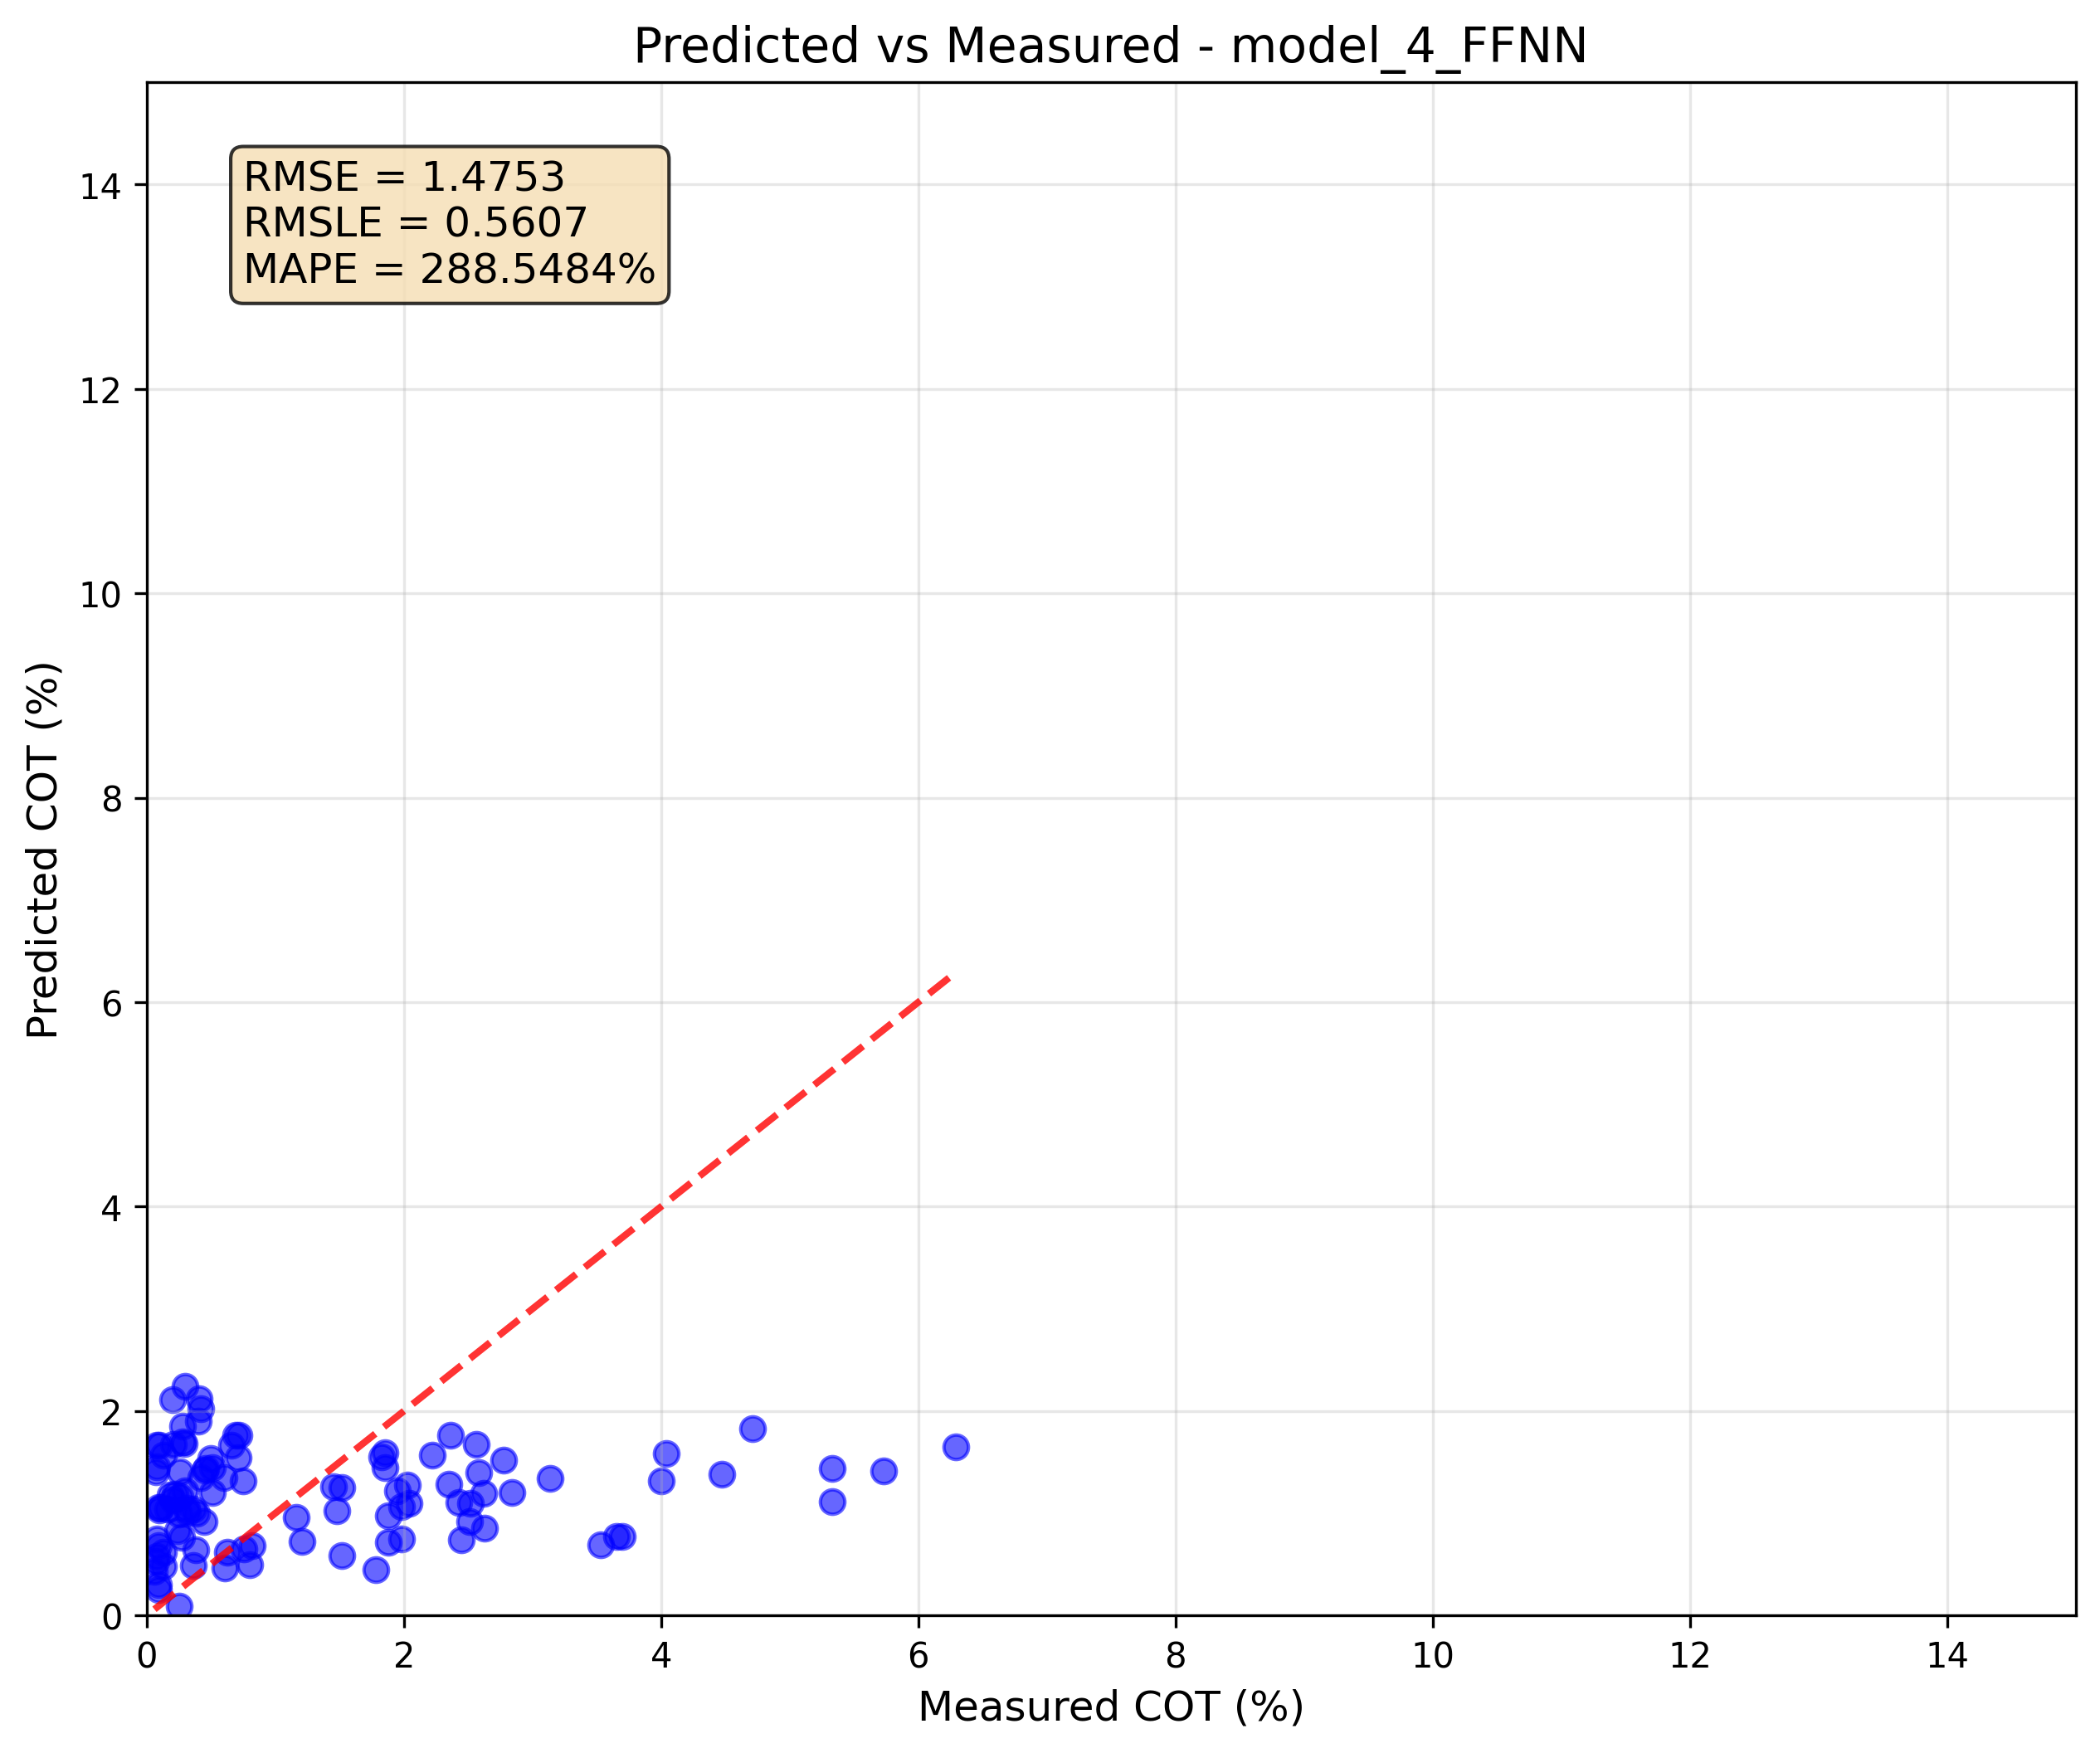 Predicted vs Measured - model_4_FFNN
RMSE = 1.4753
RMSLE = 0.5607
MAPE = 288.5484%
Predicted COT (%)
14
12
10
8
6
4
2
0
0 2 4 6 8 10 12 14
Measured COT (%)